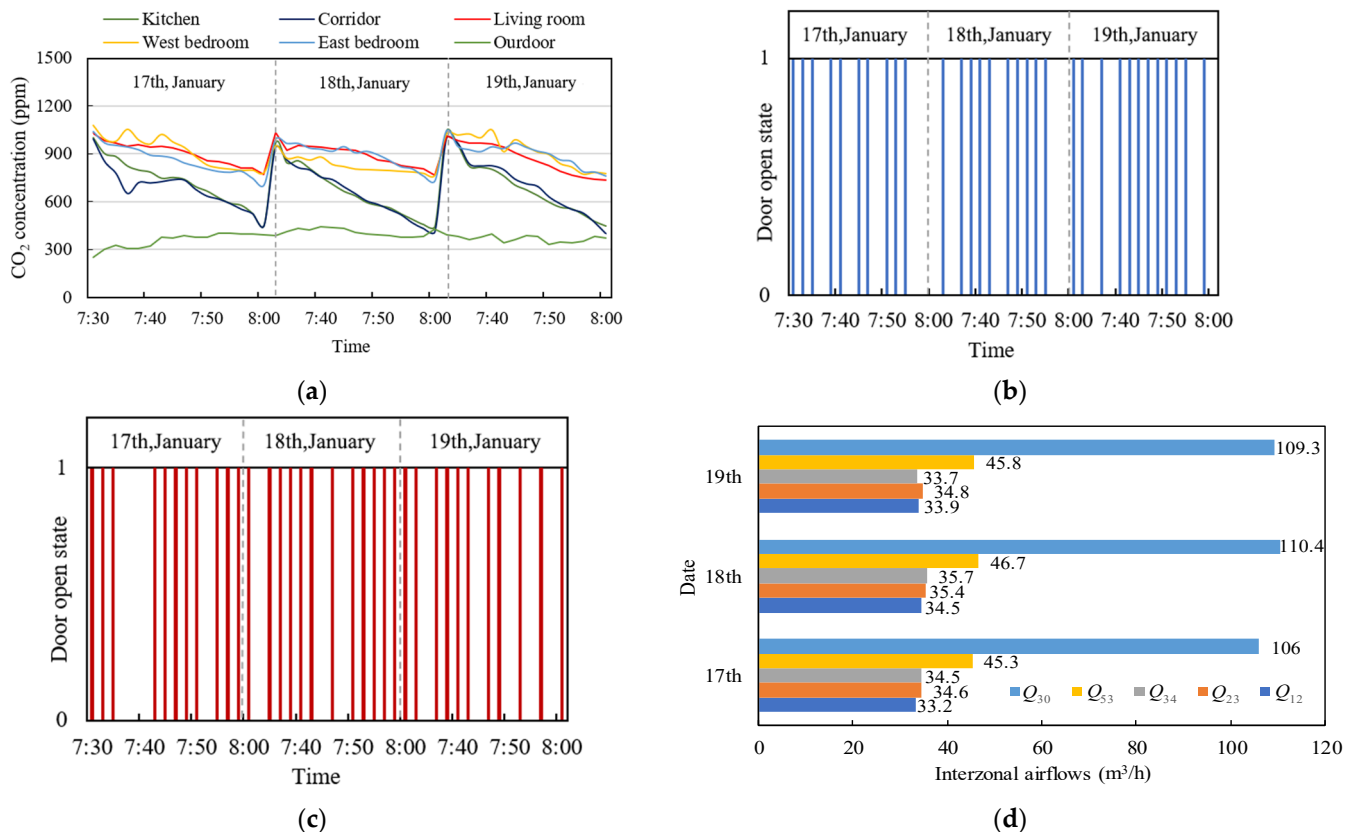 Kitchen Corridor Living room
West bedroom East bedroom Ourdoor
CO₂ concentration (ppm)
1500
1200
900
600
300
0
17th,January 18th,January 19th,January
7:30 7:40 7:50 8:00 7:40 7:50 8:00 7:40 7:50 8:00
Time
(a)
17th,January 18th,January 19th,January
Door open state
1
0
7:30 7:40 7:50 8:00 7:40 7:50 8:00 7:40 7:50 8:00
Time
(b)
17th,January 18th,January 19th,January
Door open state
1
0
7:30 7:40 7:50 8:00 7:40 7:50 8:00 7:40 7:50 8:00
Time
(c)
Date
19th
109.3
45.8
33.7
34.8
33.9
18th
110.4
46.7
35.7
35.4
34.5
17th
106
45.3
34.5
34.6
33.2
Q₃₀ Q₅₃ Q₃₄ Q₂₃ Q₁₂
0 20 40 60 80 100 120
Interzonal airflows (m³/h)
(d)